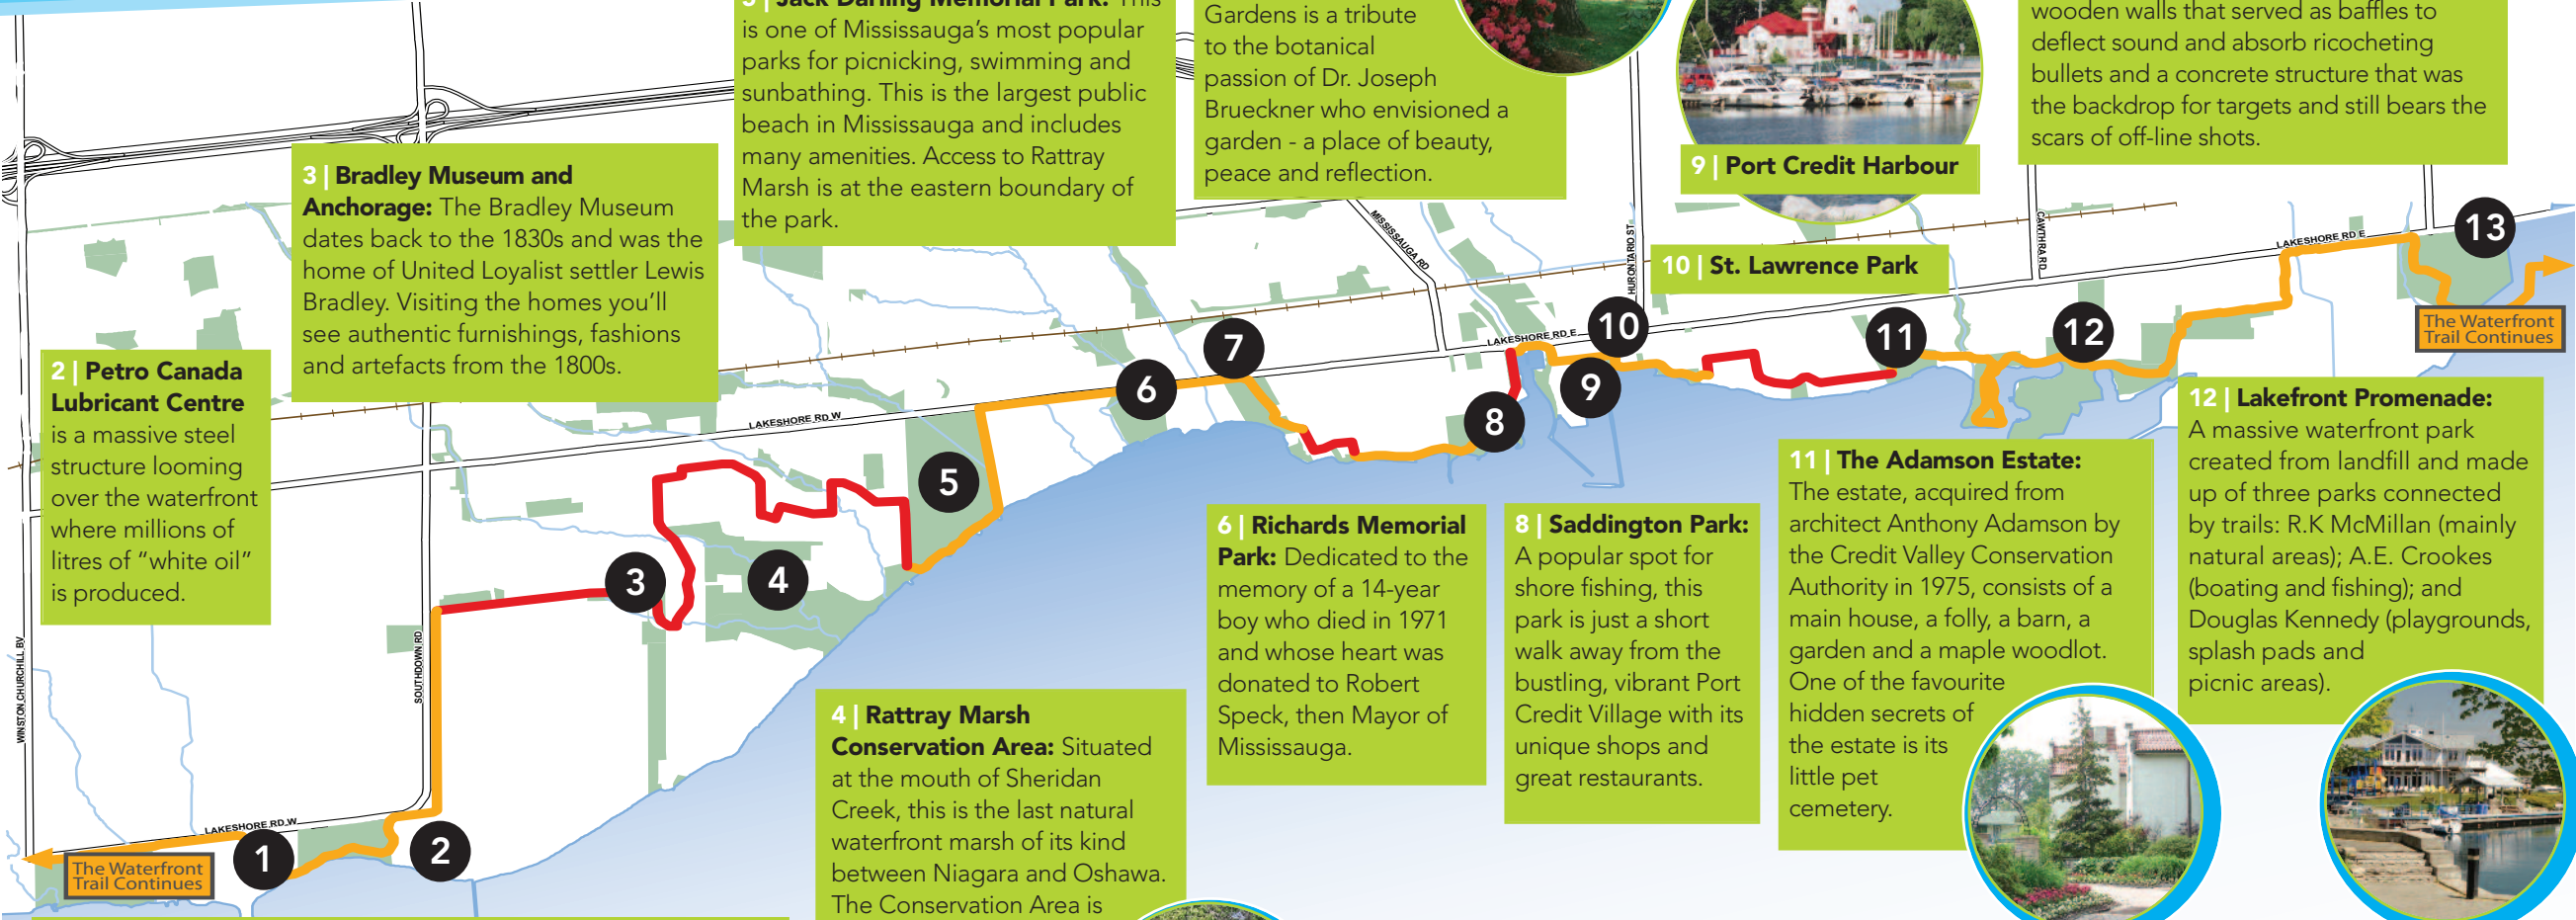 5 | Jack Darling Memorial Park: This
is one of Mississauga's most popular
parks for picnicking, swimming and
sunbathing. This is the largest public
beach in Mississauga and includes
many amenities. Access to Rattray
Marsh is at the eastern boundary of
the park.
Gardens is a tribute
to the botanical
passion of Dr. Joseph
Brueckner who envisioned a
garden - a place of beauty,
peace and reflection.
9 | Port Credit Harbour
wooden walls that served as baffles to
deflect sound and absorb ricocheting
bullets and a concrete structure that was
the backdrop for targets and still bears the
scars of off-line shots.
3 | Bradley Museum and
Anchorage: The Bradley Museum
dates back to the 1830s and was the
home of United Loyalist settler Lewis
Bradley. Visiting the homes you'll
see authentic furnishings, fashions
and artefacts from the 1800s.
10 | St. Lawrence Park
2 | Petro Canada
Lubricant Centre
is a massive steel
structure looming
over the waterfront
where millions of
litres of "white oil"
is produced.
MISSISSAUGA RD
HURONTARIO ST
CAWTHRA RD
LAKESHORE RD E
13
The Waterfront
Trail Continues
LAKESHORE RD E
10
11
12
7
6
9
8
LAKESHORE RD W
5
3
4
SOUTHDOWN RD
WINSTON CHURCHILL BV
LAKESHORE RD W
1
2
The Waterfront
Trail Continues
4 | Rattray Marsh
Conservation Area: Situated
at the mouth of Sheridan
Creek, this is the last natural
waterfront marsh of its kind
between Niagara and Oshawa.
The Conservation Area is
6 | Richards Memorial
Park: Dedicated to the
memory of a 14-year
boy who died in 1971
and whose heart was
donated to Robert
Speck, then Mayor of
Mississauga.
8 | Saddington Park:
A popular spot for
shore fishing, this
park is just a short
walk away from the
bustling, vibrant Port
Credit Village with its
unique shops and
great restaurants.
11 | The Adamson Estate:
The estate, acquired from
architect Anthony Adamson by
the Credit Valley Conservation
Authority in 1975, consists of a
main house, a folly, a barn, a
garden and a maple woodlot.
One of the favourite
hidden secrets of
the estate is its
little pet
cemetery.
12 | Lakefront Promenade:
A massive waterfront park
created from landfill and made
up of three parks connected
by trails: R.K McMillan (mainly
natural areas); A.E. Crookes
(boating and fishing); and
Douglas Kennedy (playgrounds,
splash pads and
picnic areas).